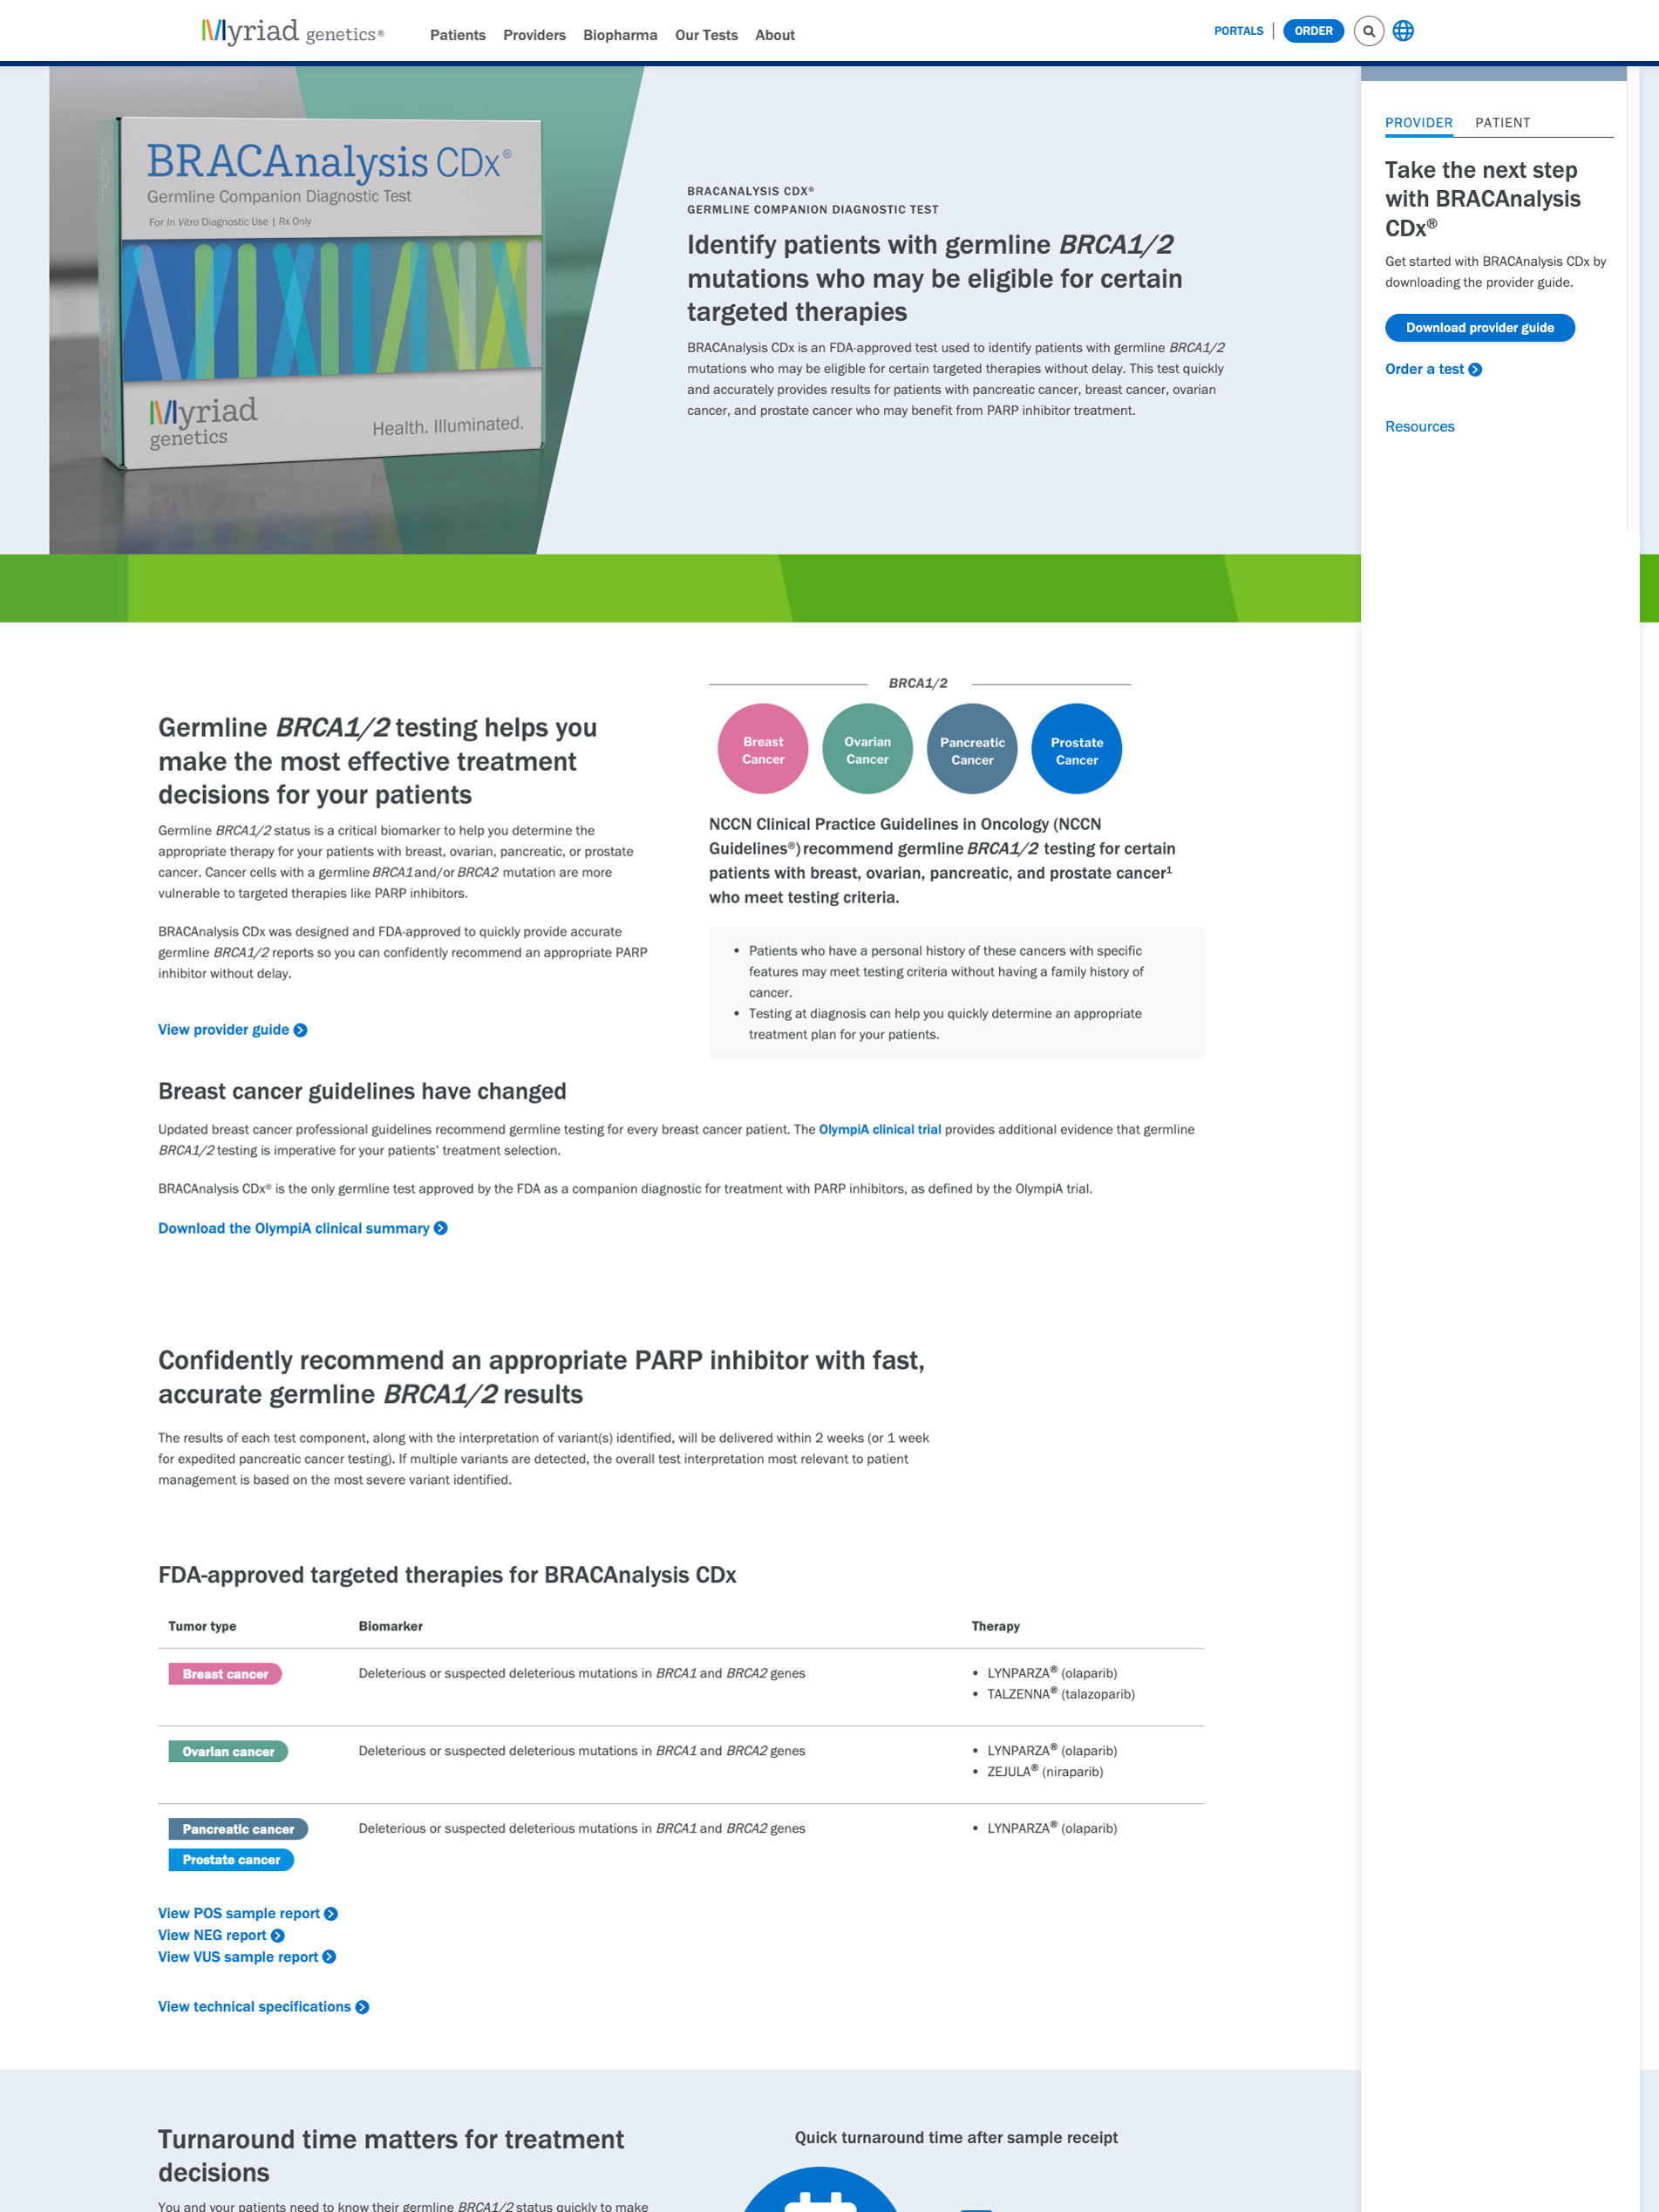 Myriad genetics®
Patients Providers Biopharma Our Tests About
PORTALS ORDER
BRACAnalysis CDx®
Germline Companion Diagnostic Test
For In Vitro Diagnostic Use | Rx Only
Myriad
genetics
Health. Illuminated.
BRACANALYSIS CDX®
GERMLINE COMPANION DIAGNOSTIC TEST
Identify patients with germline BRCA1/2
mutations who may be eligible for certain
targeted therapies
BRACAnalysis CDx is an FDA-approved test used to identify patients with germline BRCA1/2
mutations who may be eligible for certain targeted therapies without delay. This test quickly
and accurately provides results for patients with pancreatic cancer, breast cancer, ovarian
cancer, and prostate cancer who may benefit from PARP inhibitor treatment.
PROVIDER PATIENT
Take the next step
with BRACAnalysis
CDx®
Get started with BRACAnalysis CDx by
downloading the provider guide.
Download provider guide
Order a test
Resources
Germline BRCA1/2 testing helps you
make the most effective treatment
decisions for your patients
Germline BRCA1/2 status is a critical biomarker to help you determine the
appropriate therapy for your patients with breast, ovarian, pancreatic, or prostate
cancer. Cancer cells with a germline BRCA1 and/or BRCA2 mutation are more
vulnerable to targeted therapies like PARP inhibitors.
BRACAnalysis CDx was designed and FDA-approved to quickly provide accurate
germline BRCA1/2 reports so you can confidently recommend an appropriate PARP
inhibitor without delay.
View provider guide
BRCA1/2
Breast
Cancer
Ovarian
Cancer
Pancreatic
Cancer
Prostate
Cancer
NCCN Clinical Practice Guidelines in Oncology (NCCN
Guidelines®) recommend germline BRCA1/2 testing for certain
patients with breast, ovarian, pancreatic, and prostate cancer¹
who meet testing criteria.
• Patients who have a personal history of these cancers with specific
features may meet testing criteria without having a family history of
cancer.
• Testing at diagnosis can help you quickly determine an appropriate
treatment plan for your patients.
Breast cancer guidelines have changed
Updated breast cancer professional guidelines recommend germline testing for every breast cancer patient. The OlympiA clinical trial provides additional evidence that germline
BRCA1/2 testing is imperative for your patients' treatment selection.
BRACAnalysis CDx® is the only germline test approved by the FDA as a companion diagnostic for treatment with PARP inhibitors, as defined by the OlympiA trial.
Download the OlympiA clinical summary
Confidently recommend an appropriate PARP inhibitor with fast,
accurate germline BRCA1/2 results
The results of each test component, along with the interpretation of variant(s) identified, will be delivered within 2 weeks (or 1 week
for expedited pancreatic cancer testing). If multiple variants are detected, the overall test interpretation most relevant to patient
management is based on the most severe variant identified.
FDA-approved targeted therapies for BRACAnalysis CDx
Tumor type Biomarker Therapy
Breast cancer Deleterious or suspected deleterious mutations in BRCA1 and BRCA2 genes • LYNPARZA® (olaparib)
• TALZENNA® (talazoparib)
Ovarian cancer Deleterious or suspected deleterious mutations in BRCA1 and BRCA2 genes • LYNPARZA® (olaparib)
• ZEJULA® (niraparib)
Pancreatic cancer Deleterious or suspected deleterious mutations in BRCA1 and BRCA2 genes • LYNPARZA® (olaparib)
Prostate cancer
View POS sample report
View NEG report
View VUS sample report
View technical specifications
Turnaround time matters for treatment
decisions
You and your patients need to know their germline BRCA1/2 status quickly to make
Quick turnaround time after sample receipt